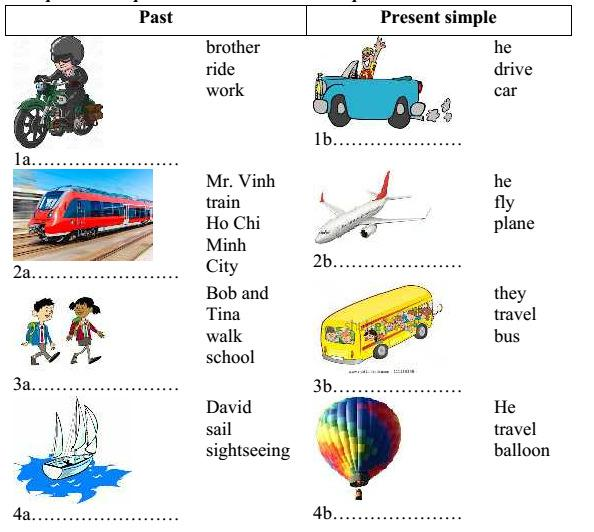 Past
Present simple
brother
ride
work
1a……………………
he
drive
car
1b…………………
Mr. Vinh
train
Ho Chi
Minh
City
2a……………………
he
fly
plane
2b…………………
Bob and
Tina
walk
school
3a……………………
they
travel
bus
3b…………………
David
sail
sightseeing
4a……………………
He
travel
balloon
4b…………………